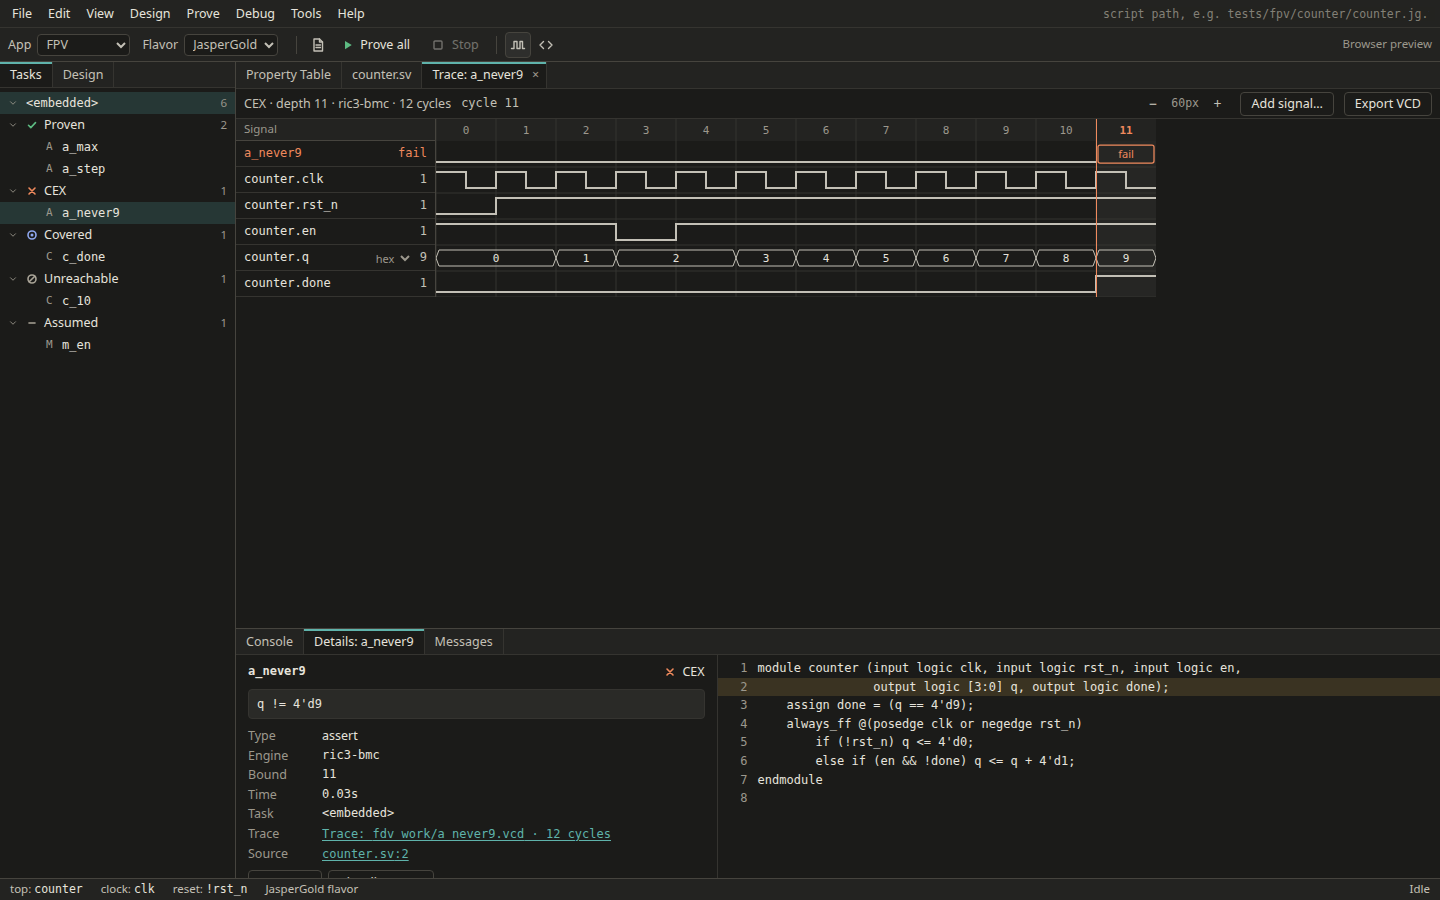 File Edit View Design Prove Debug Tools Help script path, e.g. tests/fpv/counter/counter.jg.
App FPV Flavor JasperGold Prove all Stop Browser preview
Tasks Design
<embedded> 6
Proven 2
A a_max
A a_step
CEX 1
A a_never9
Covered 1
C c_done
Unreachable 1
C c_10
Assumed 1
M m_en
Property Table counter.sv Trace: a_never9 ×
CEX · depth 11 · ric3-bmc · 12 cycles cycle 11 − 60px + Add signal... Export VCD
Signal 0 1 2 3 4 5 6 7 8 9 10 11
a_never9 fail fail
counter.clk 1
counter.rst_n 1
counter.en 1
counter.q hex 9 0 1 2 3 4 5 6 7 8 9
counter.done 1
Console Details: a_never9 Messages
a_never9 CEX
q != 4'd9
Type assert
Engine ric3-bmc
Bound 11
Time 0.03s
Task <embedded>
Trace Trace: fdv_work/a_never9.vcd · 12 cycles
Source counter.sv:2
1 module counter (input logic clk, input logic rst_n, input logic en,
2 output logic [3:0] q, output logic done);
3 assign done = (q == 4'd9);
4 always_ff @(posedge clk or negedge rst_n)
5 if (!rst_n) q <= 4'd0;
6 else if (en && !done) q <= q + 4'd1;
7 endmodule
8
top: counter clock: clk reset: !rst_n JasperGold flavor Idle